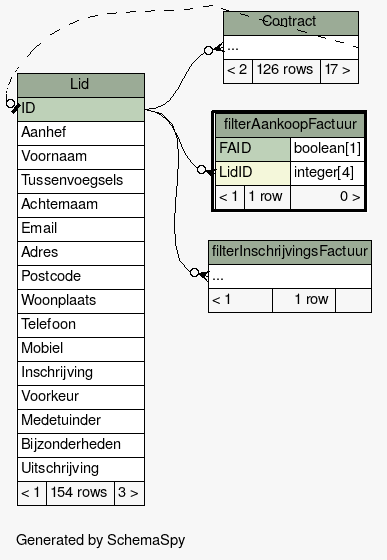 Contract
...
< 2 126 rows 17 >
Lid
ID
Aanhef
Voornaam
Tussenvoegsels
Achternaam
Email
Adres
Postcode
Woonplaats
Telefoon
Mobiel
Inschrijving
Voorkeur
Medetuinder
Bijzonderheden
Uitschrijving
< 1 154 rows 3 >
filterAankoopFactuur
FAID boolean[1]
LidID integer[4]
< 1 1 row 0 >
filterInschrijvingsFactuur
...
< 1 1 row
Generated by SchemaSpy